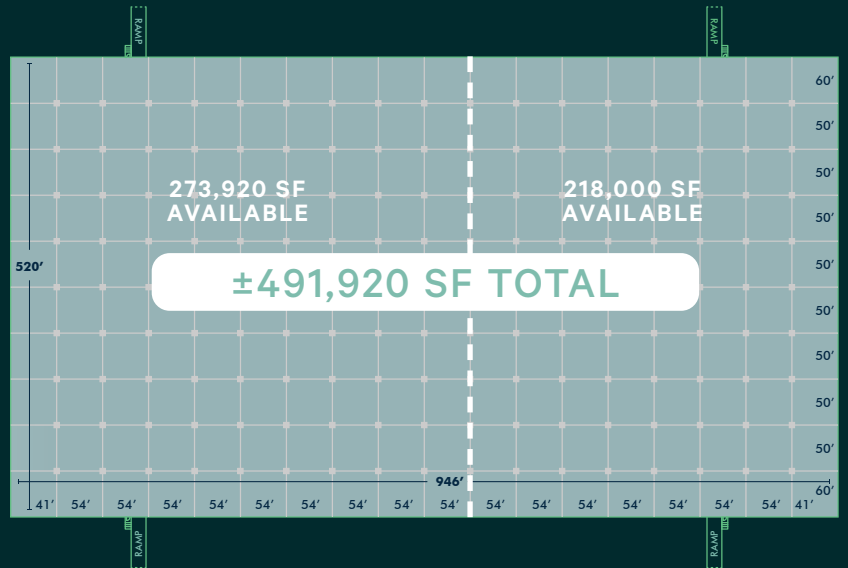 RAMP
RAMP
60′
50′
50′
273,920 SF
AVAILABLE
218,000 SF
AVAILABLE
50′
520′
±491,920 SF TOTAL
50′
50′
50′
50′
50′
946′
60′
41′ 54′ 54′ 54′ 54′ 54′ 54′ 54′ 54′ 54′ 54′ 54′ 54′ 54′ 54′ 54′ 54′ 41′
RAMP
RAMP